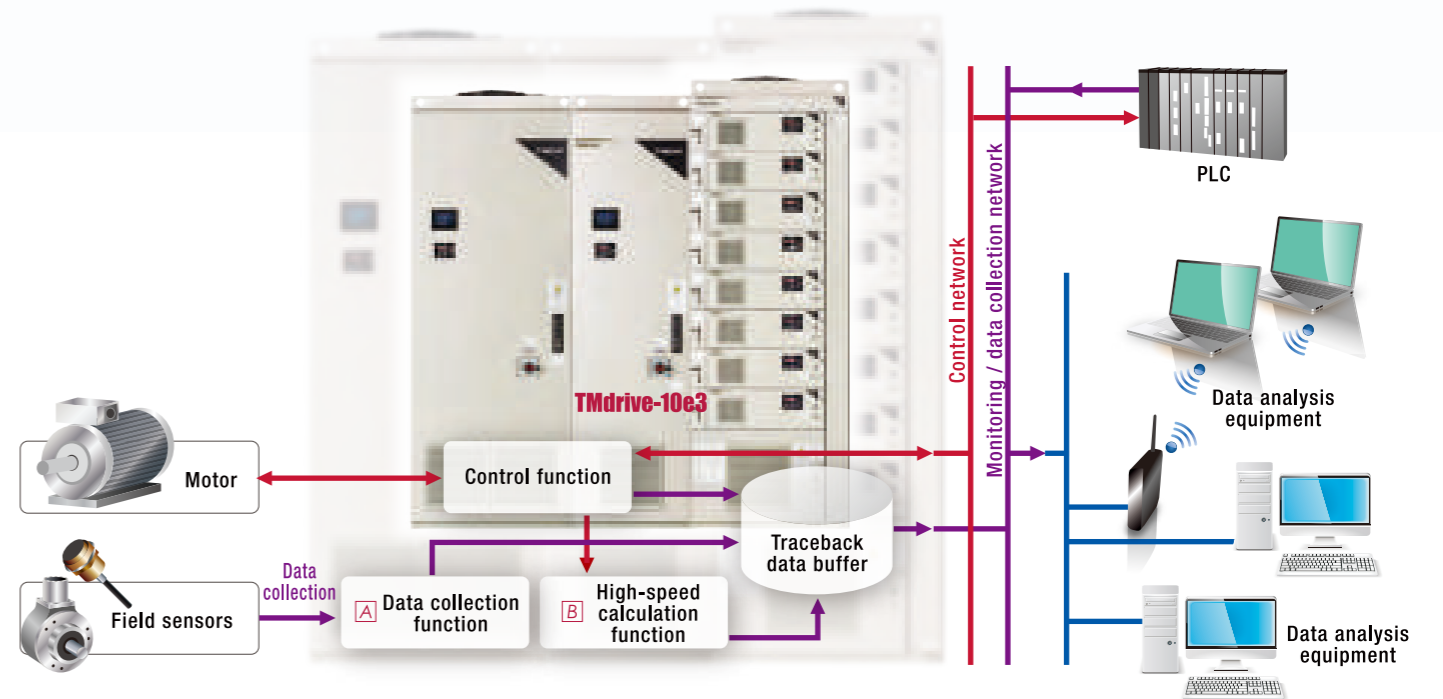 PLC
Control network
Monitoring / data collection network
Data analysis
equipment
TMdrive-10e3
Motor
Control function
Traceback
data buffer
Data
collection
Field sensors
A Data collection
function
B High-speed
calculation
function
Data analysis
equipment